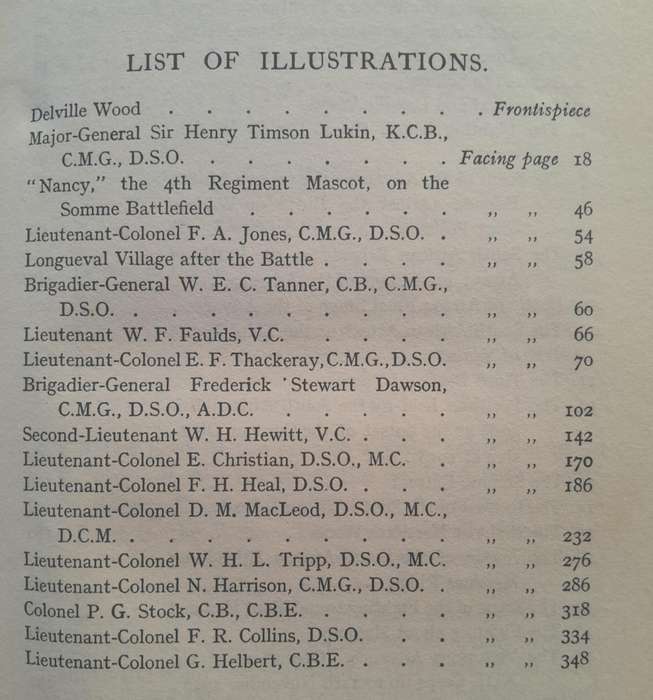 LIST OF ILLUSTRATIONS.
Delville Wood . . . . . . . . . Frontispiece
Major-General Sir Henry Timson Lukin, K.C.B.,
C.M.G., D.S.O. . . . . . . . Facing page 18
"Nancy," the 4th Regiment Mascot, on the
Somme Battlefield . . . . . . „ „ 46
Lieutenant-Colonel F. A. Jones, C.M.G., D.S.O. . „ „ 54
Longueval Village after the Battle . . . . „ „ 58
Brigadier-General W. E. C. Tanner, C.B., C.M.G.,
D.S.O. . . . . . . . . . „ „ 60
Lieutenant W. F. Faulds, V.C. . . . . „ „ 66
Lieutenant-Colonel E. F. Thackeray, C.M.G., D.S.O. „ „ 70
Brigadier-General Frederick Stewart Dawson,
C.M.G., D.S.O., A.D.C. . . . . . „ „ 102
Second-Lieutenant W. H. Hewitt, V.C. . . . „ „ 142
Lieutenant-Colonel E. Christian, D.S.O., M.C. . „ „ 170
Lieutenant-Colonel F. H. Heal, D.S.O. . . . „ „ 186
Lieutenant-Colonel D. M. MacLeod, D.S.O., M.C.,
D.C.M. . . . . . . . . . „ „ 232
Lieutenant-Colonel W. H. L. Tripp, D.S.O., M.C. „ „ 276
Lieutenant-Colonel N. Harrison, C.M.G., D.S.O. . „ „ 286
Colonel P. G. Stock, C.B., C.B.E. . . . . „ „ 318
Lieutenant-Colonel F. R. Collins, D.S.O. . . . „ „ 334
Lieutenant-Colonel G. Helbert, C.B.E. . . . „ „ 348